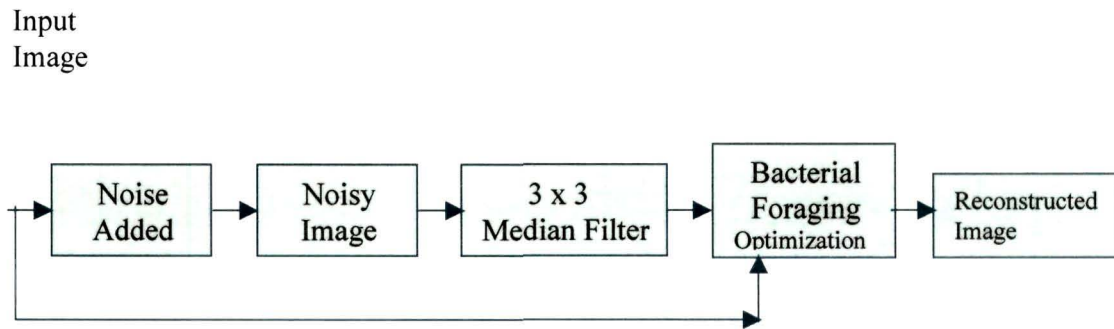 Input
Image
Noise
Added
Noisy
Image
3 x 3
Median Filter
Bacterial
Foraging
Optimization
Reconstructed
Image